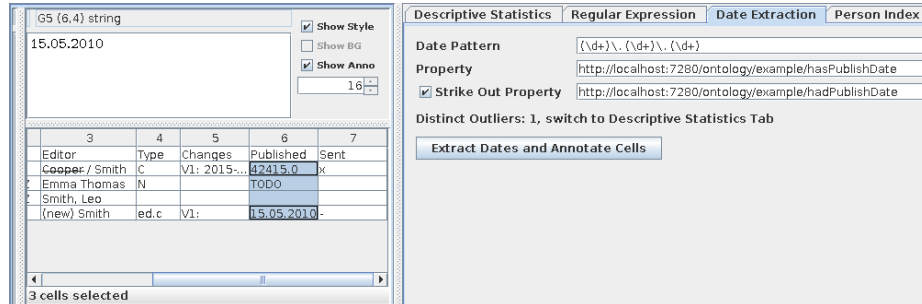 G5 (6,4) string
15.05.2010
Show Style
Show BG
Show Anno
16
3 4 5 6 7
Editor Type Changes Published Sent
Cooper / Smith C V1: 2015-... 42415.0 x
Emma Thomas N TODO
Smith, Leo
(new) Smith ed.c V1: 15.05.2010 -
3 cells selected
Descriptive Statistics Regular Expression Date Extraction Person Index
Date Pattern (\d+)\.(\d+)\.(\d+)
Property http://localhost:7280/ontology/example/hasPublishDate
Strike Out Property http://localhost:7280/ontology/example/hadPublishDate
Distinct Outliers: 1, switch to Descriptive Statistics Tab
Extract Dates and Annotate Cells